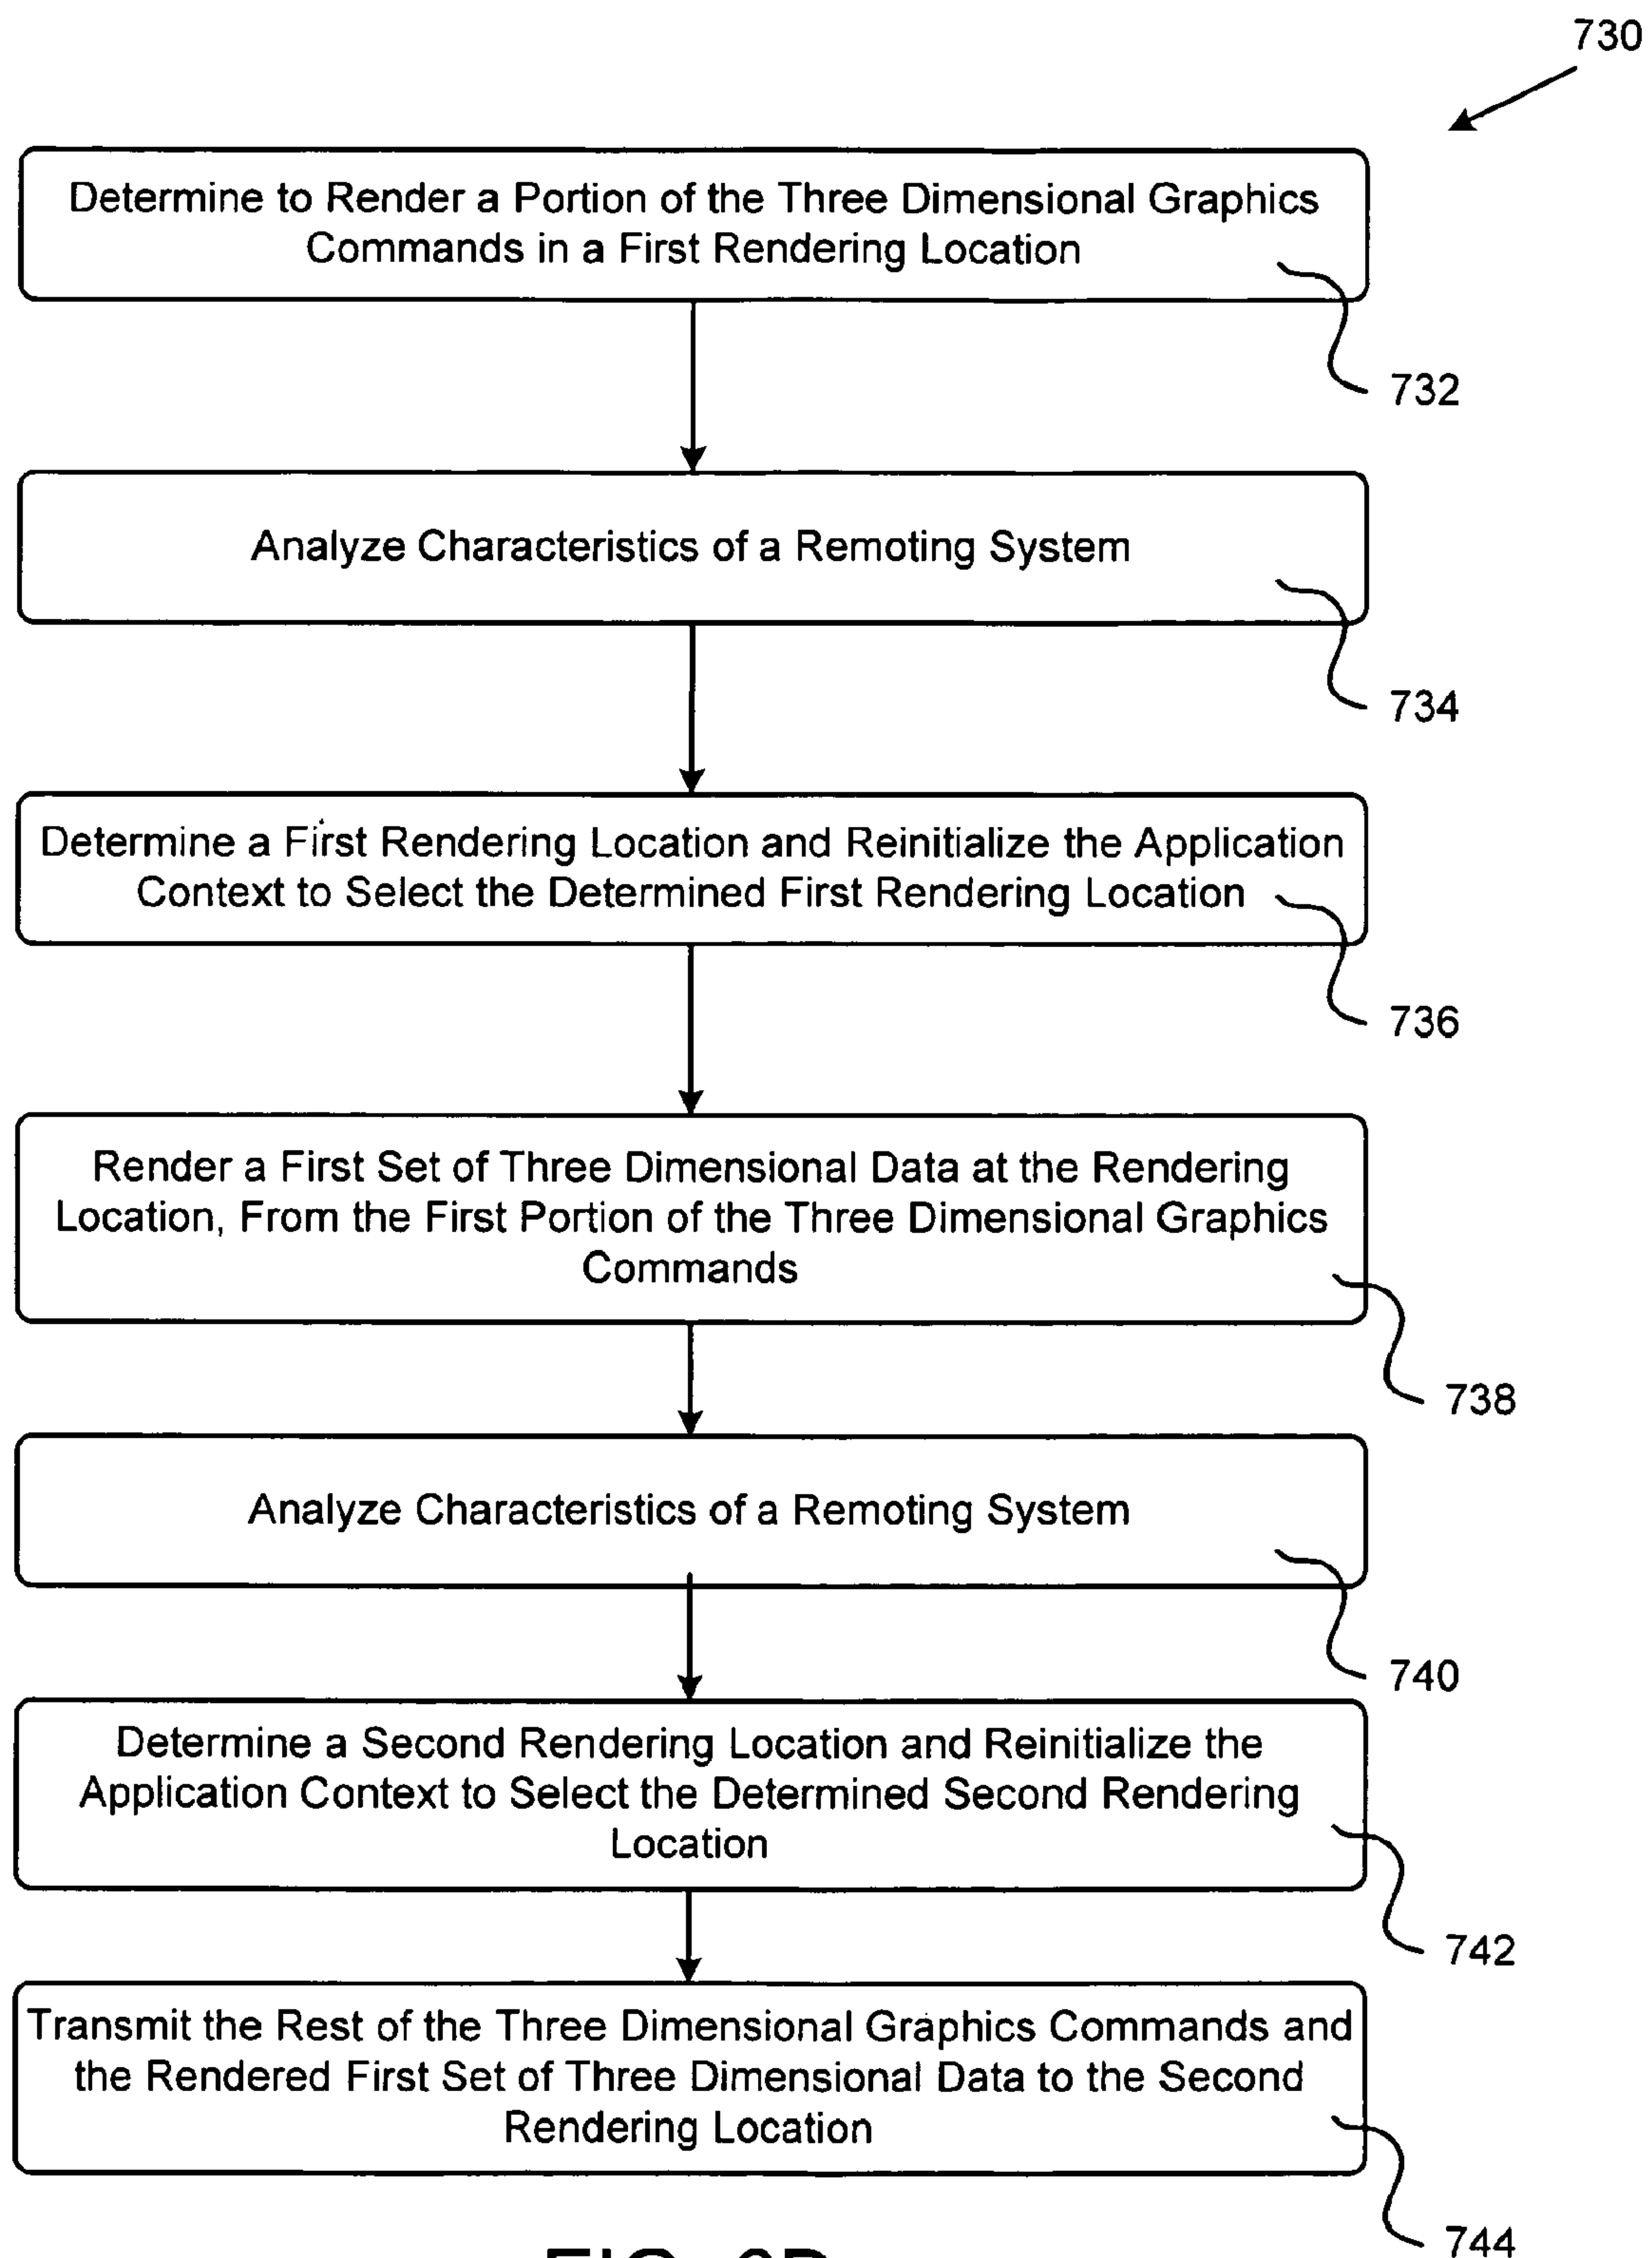 730
Determine to Render a Portion of the Three Dimensional Graphics
Commands in a First Rendering Location
732
Analyze Characteristics of a Remoting System
734
Determine a First Rendering Location and Reinitialize the Application
Context to Select the Determined First Rendering Location
736
Render a First Set of Three Dimensional Data at the Rendering
Location, From the First Portion of the Three Dimensional Graphics
Commands
738
Analyze Characteristics of a Remoting System
740
Determine a Second Rendering Location and Reinitialize the
Application Context to Select the Determined Second Rendering
Location
742
Transmit the Rest of the Three Dimensional Graphics Commands and
the Rendered First Set of Three Dimensional Data to the Second
Rendering Location
744